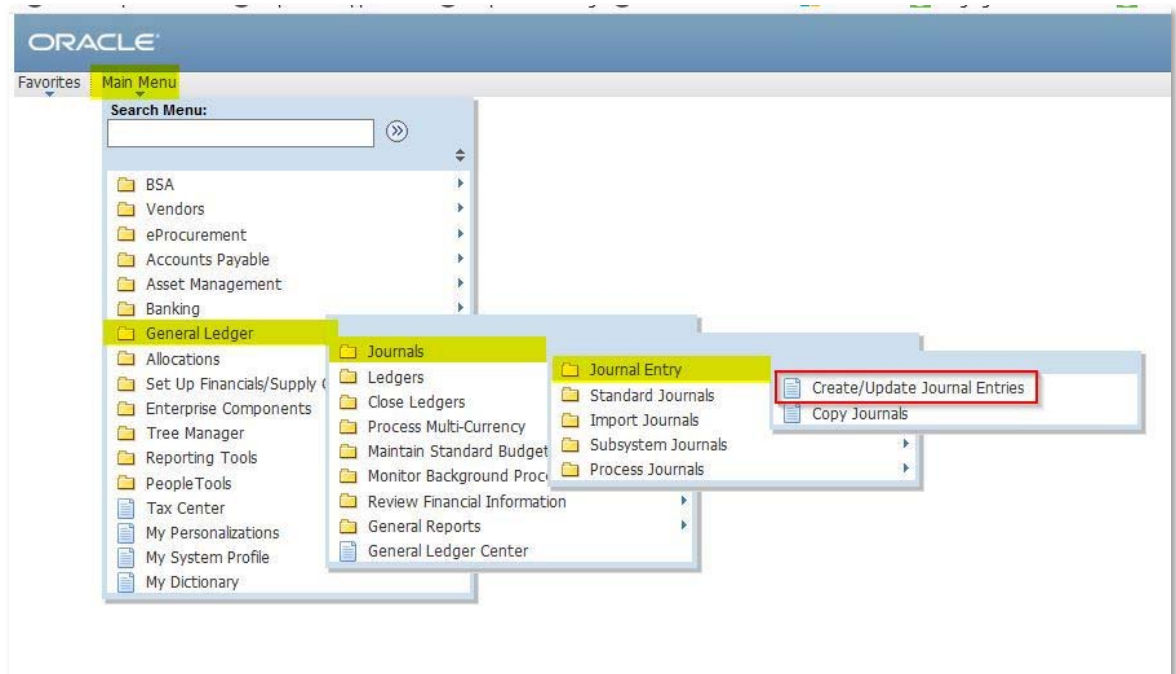 ORACLE
Favorites Main Menu
Search Menu:
BSA
Vendors
eProcurement
Accounts Payable
Asset Management
Banking
General Ledger
Allocations
Set Up Financials/Supply
Enterprise Components
Tree Manager
Reporting Tools
PeopleTools
Tax Center
My Personalizations
My System Profile
My Dictionary
Journals
Ledgers
Close Ledgers
Process Multi-Currency
Maintain Standard Budget
Monitor Background
Review Financial Information
General Reports
General Ledger Center
Journal Entry
Standard Journals
Import Journals
Subsystem Journals
Process Journals
Create/Update Journal Entries
Copy Journals